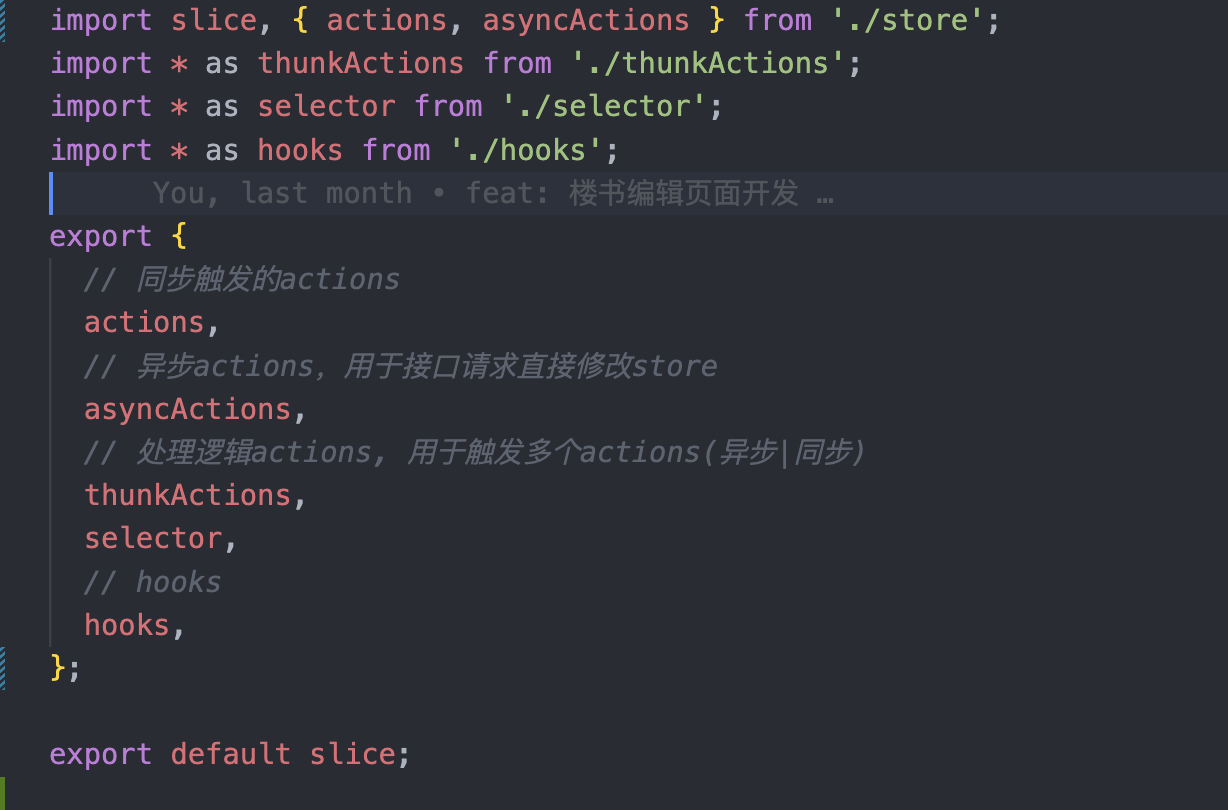 import slice, { actions, asyncActions } from './store';
import * as thunkActions from './thunkActions';
import * as selector from './selector';
import * as hooks from './hooks';
You, last month • feat: 楼书编辑页面开发 …
export {
// 同步触发的actions
actions,
// 异步actions, 用于接口请求直接修改store
asyncActions,
// 处理逻辑actions, 用于触发多个actions(异步|同步)
thunkActions,
selector,
// hooks
hooks,
};
export default slice;